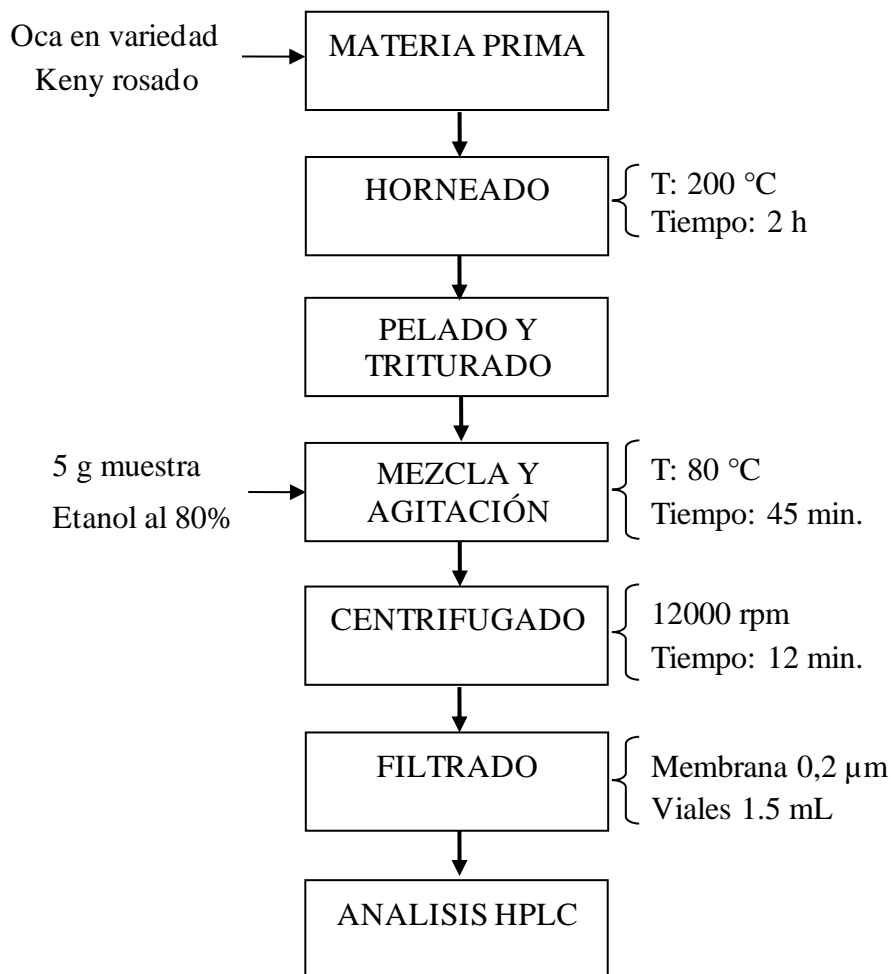 Oca en variedad
Keny rosado
MATERIA PRIMA
HORNEADO
T: 200 °C
Tiempo: 2 h
PELADO Y
TRITURADO
5 g muestra
Etanol al 80%
MEZCLA Y
AGITACIÓN
T: 80 °C
Tiempo: 45 min.
CENTRIFUGADO
12000 rpm
Tiempo: 12 min.
FILTRADO
Membrana 0,2 µm
Viales 1.5 mL
ANALISIS HPLC